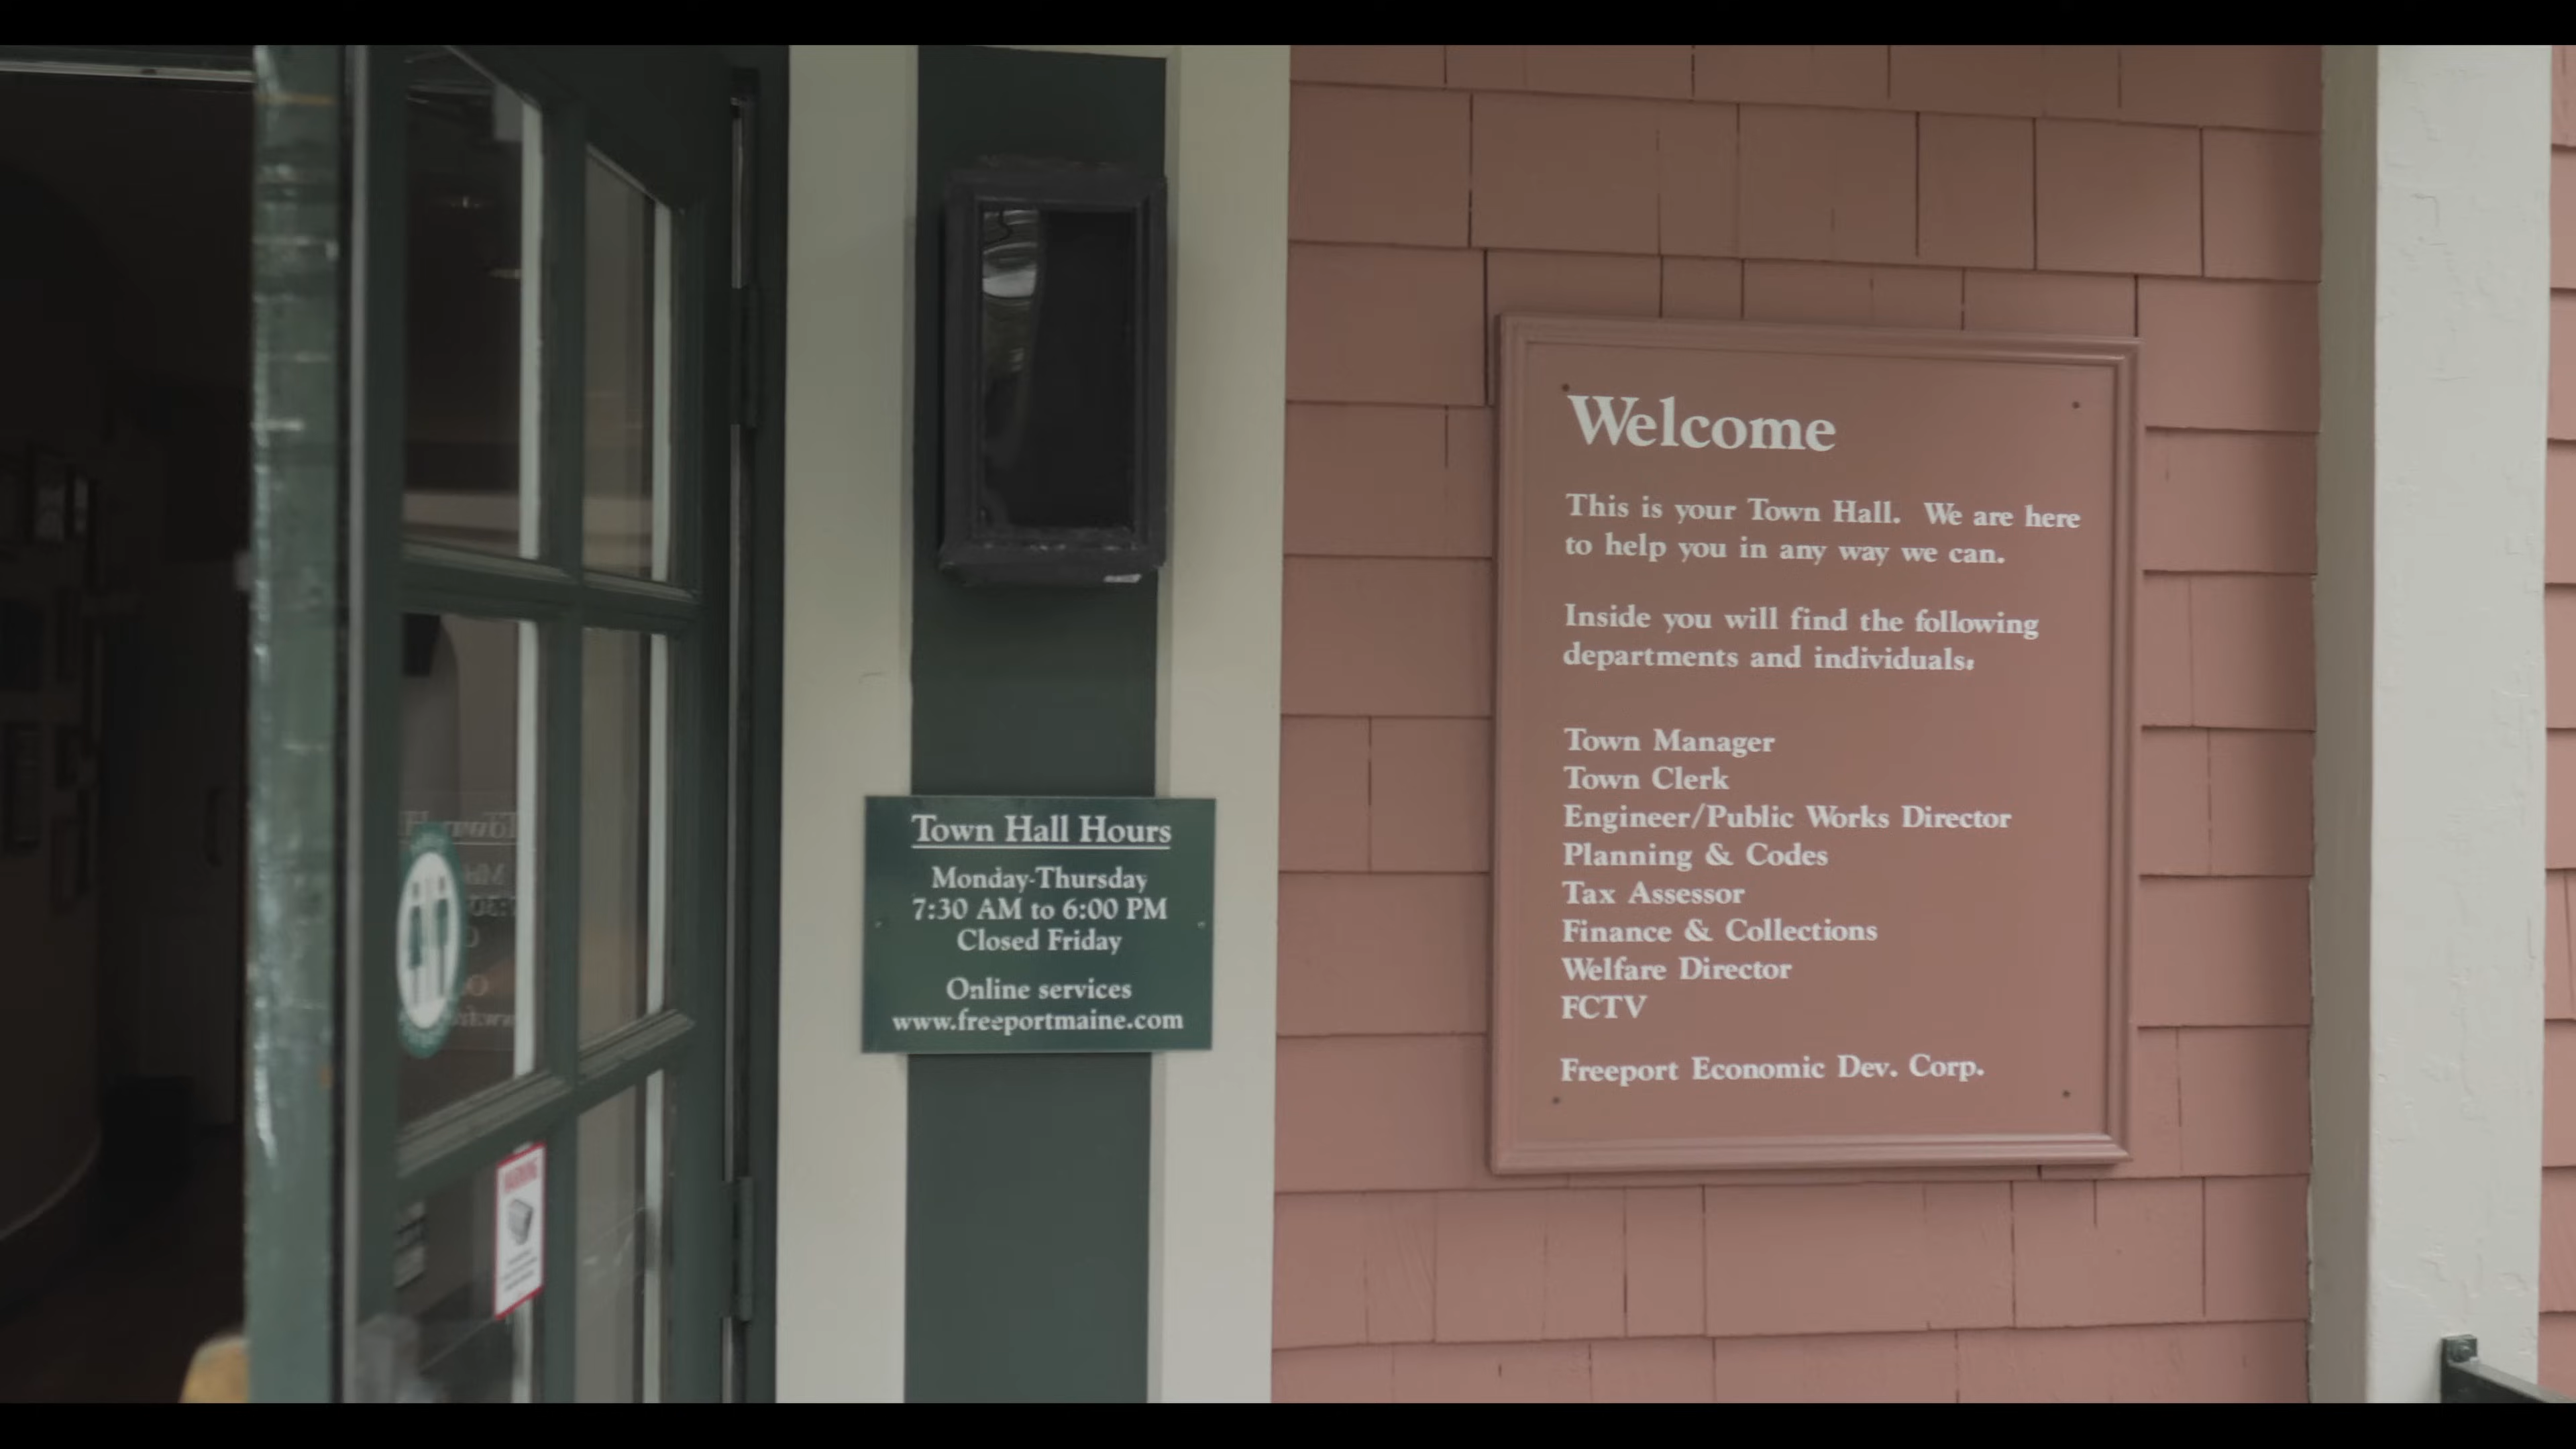 Town Hall Hours
Monday-Thursday
7:30 AM to 6:00 PM
Closed Friday
Online services
www.freeportmaine.com
Welcome
This is your Town Hall. We are here
to help you in any way we can.
Inside you will find the following
departments and individuals:
Town Manager
Town Clerk
Engineer/Public Works Director
Planning & Codes
Tax Assessor
Finance & Collections
Welfare Director
FCTV
Freeport Economic Dev. Corp.
WARNING